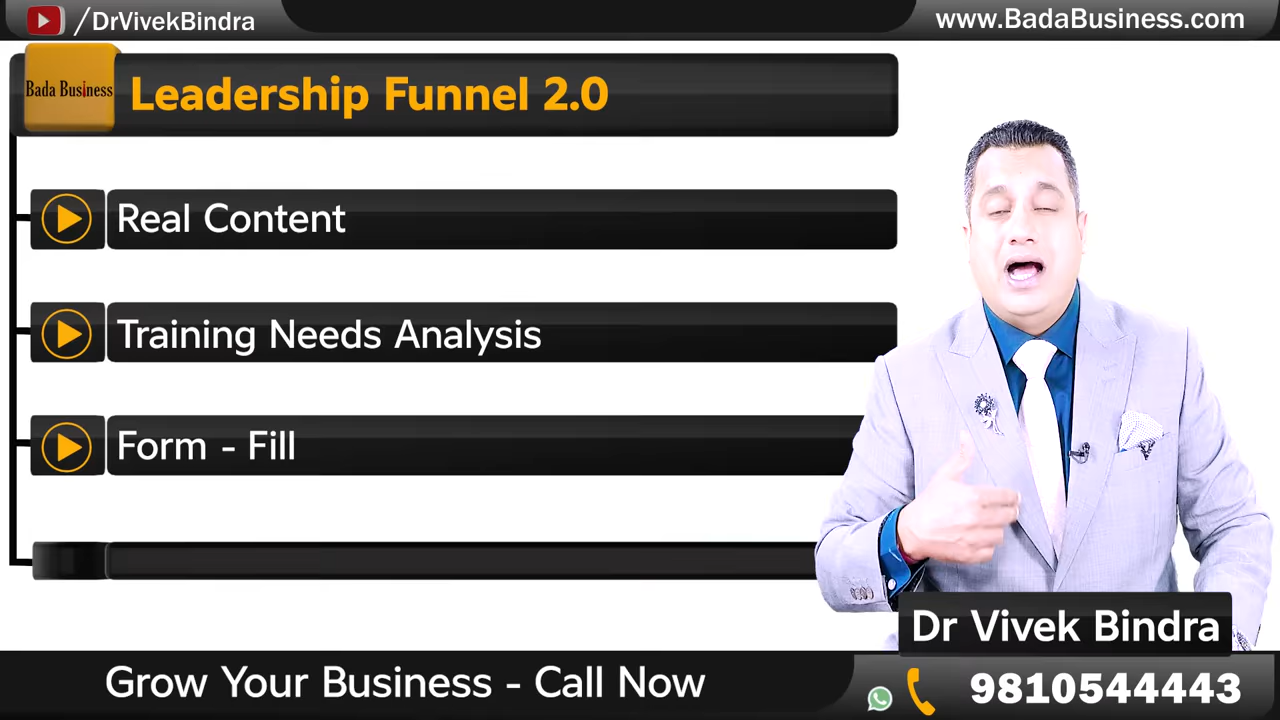 /DrVivekBindra
www.BadaBusiness.com
Bada Business
Leadership Funnel 2.0
Real Content
Training Needs Analysis
Form - Fill
Dr Vivek Bindra
Grow Your Business - Call Now
9810544443